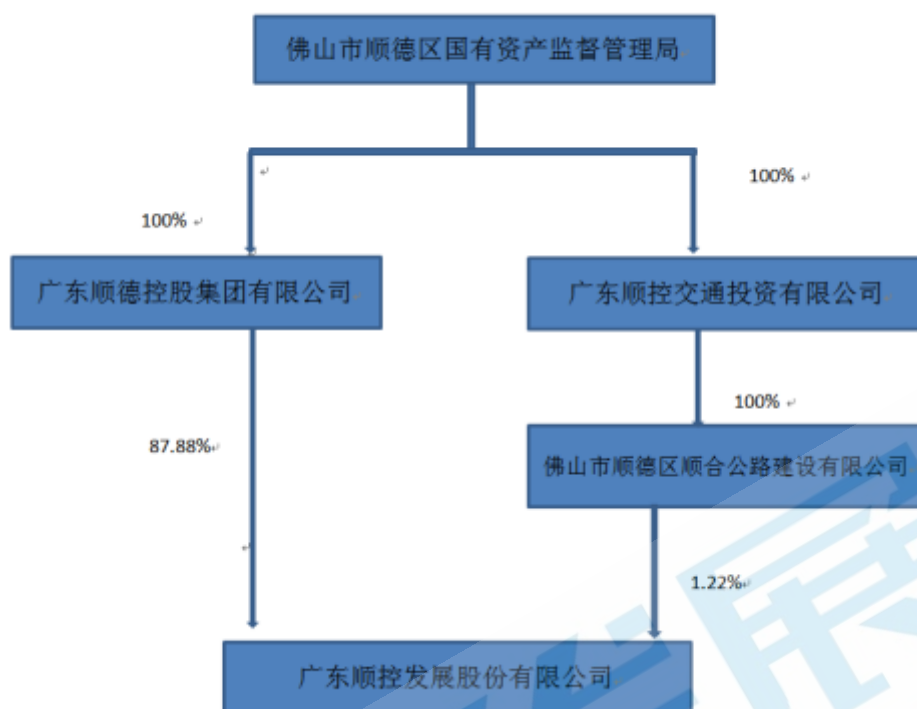 佛山市顺德区国有资产监督管理局
100%
100%
广东顺德控股集团有限公司
广东顺控交通投资有限公司
100%
87.88%
佛山市顺德区顺合公路建设有限公司
1.22%
广东顺控发展股份有限公司
展